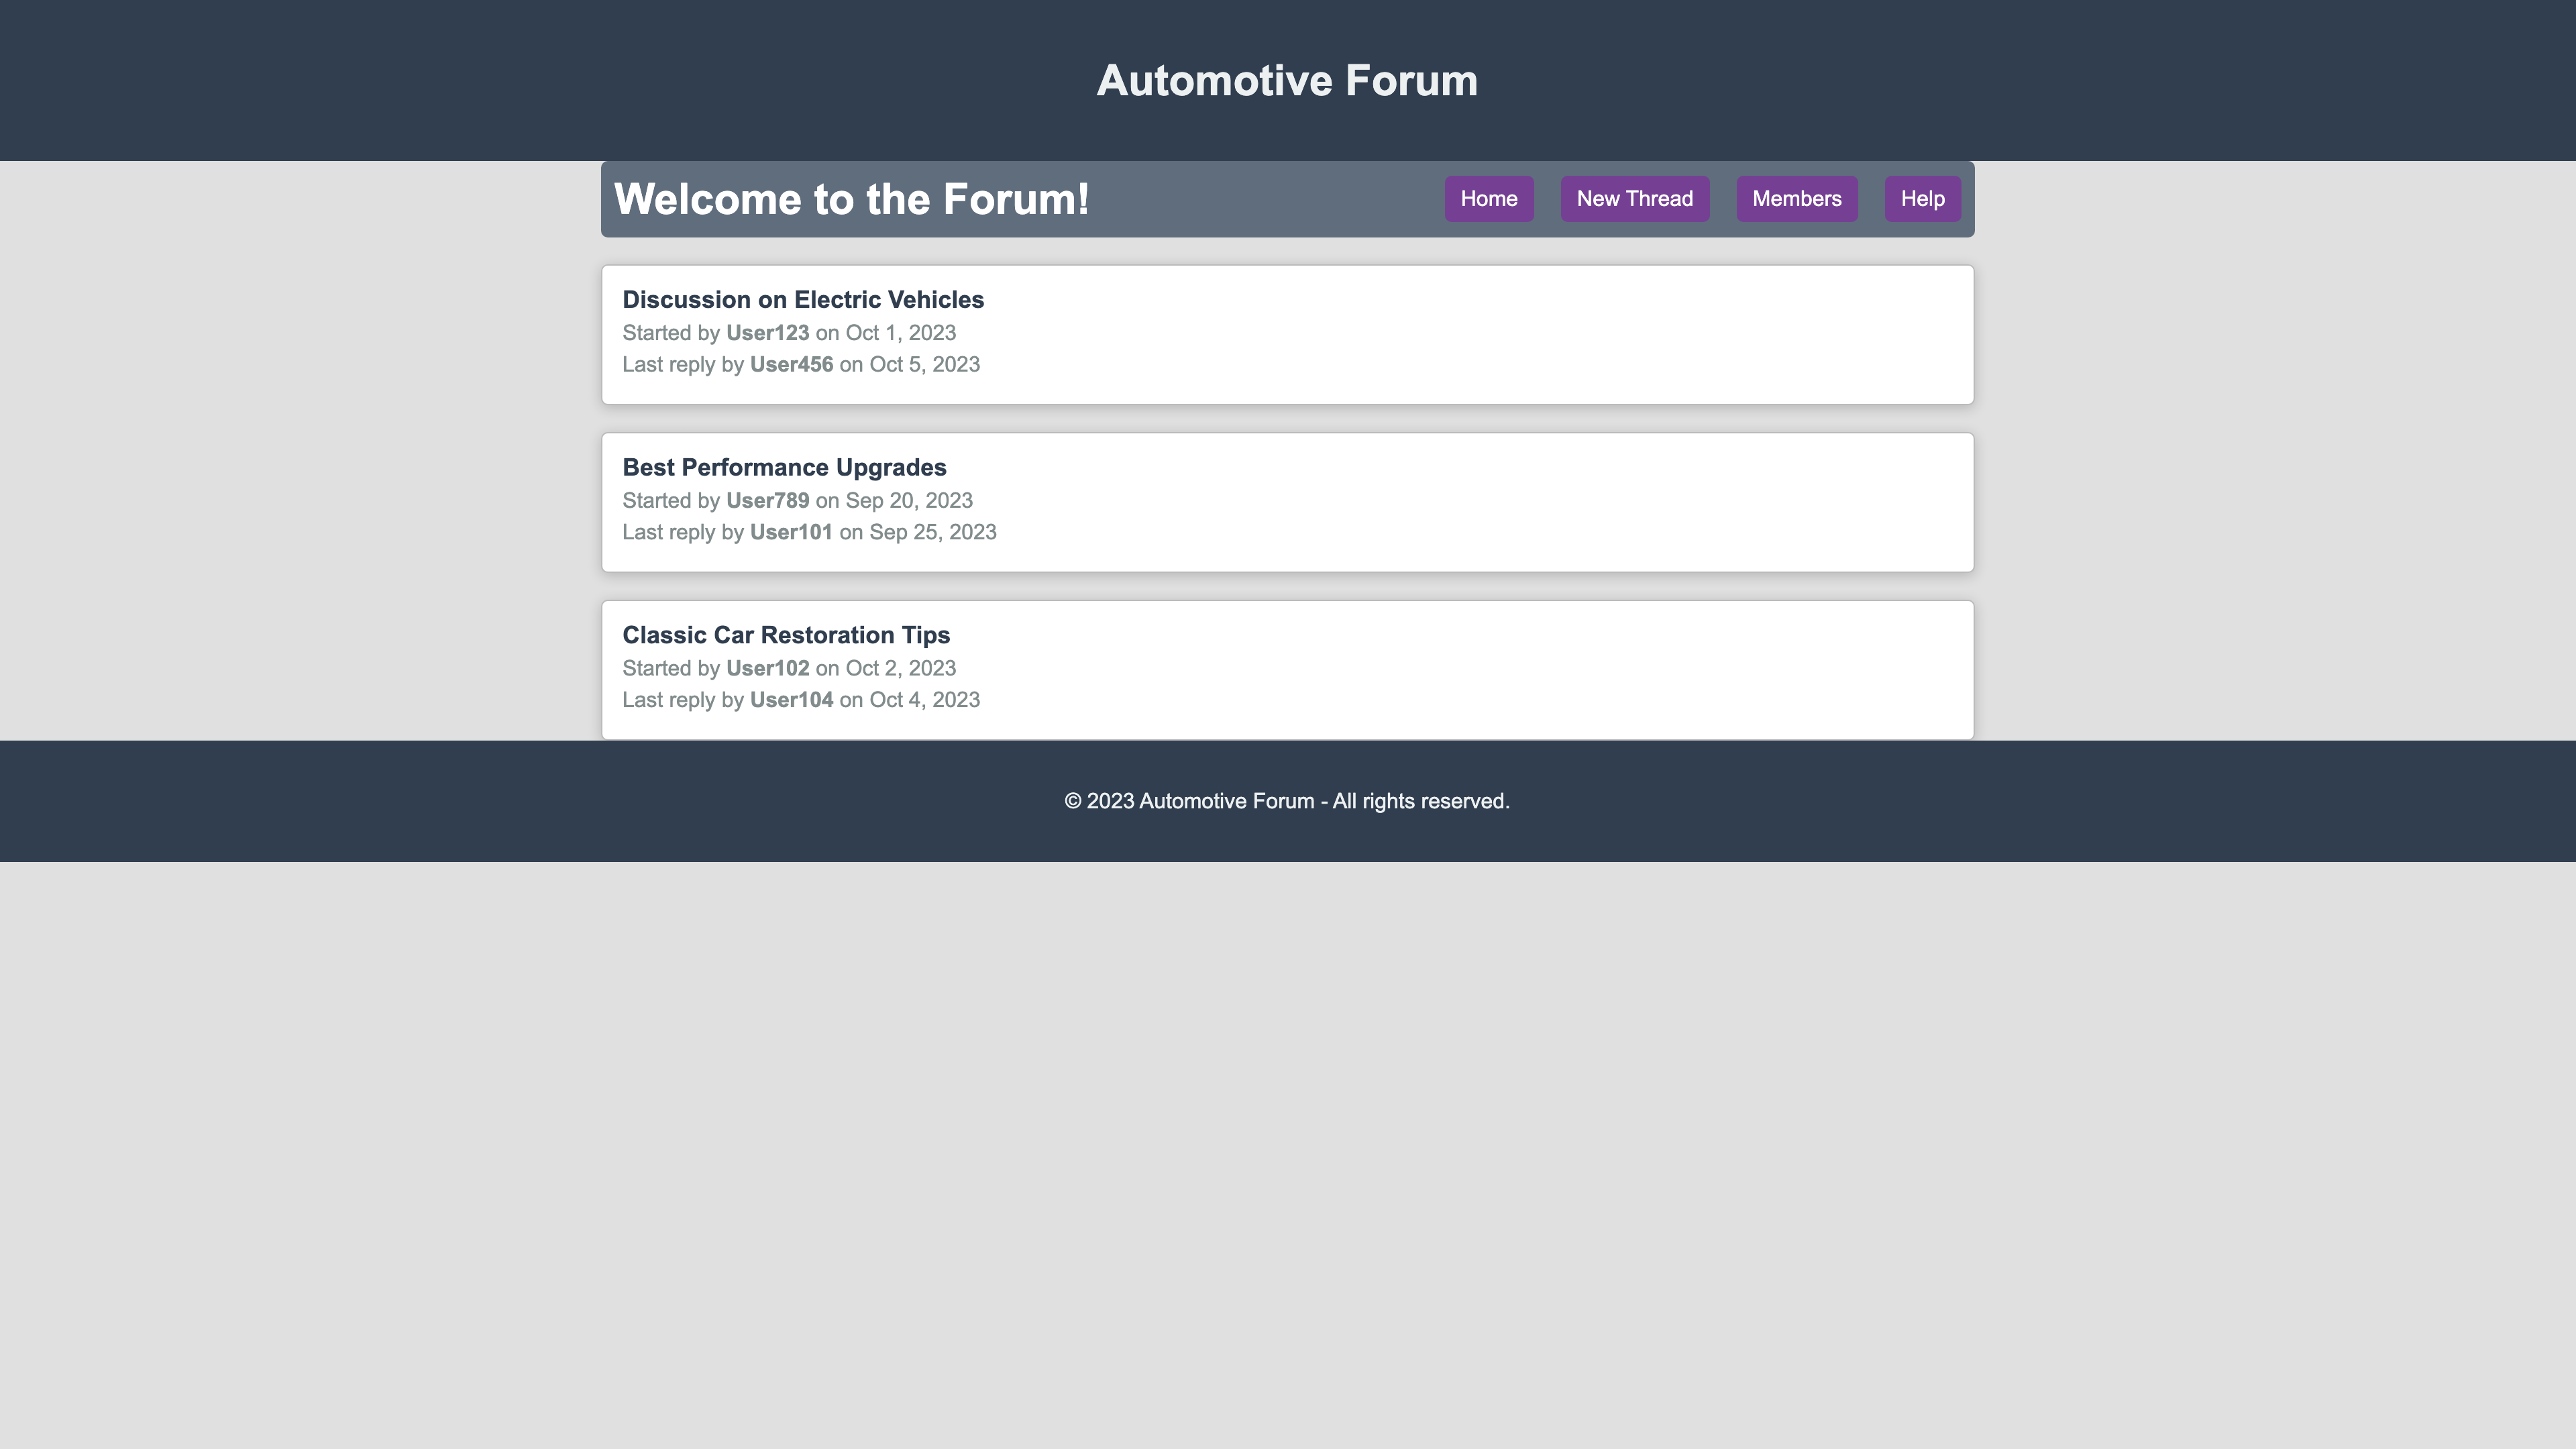 Automotive Forum
Welcome to the Forum!
Home
New Thread
Members
Help
Discussion on Electric Vehicles
Started by User123 on Oct 1, 2023
Last reply by User456 on Oct 5, 2023
Best Performance Upgrades
Started by User789 on Sep 20, 2023
Last reply by User101 on Sep 25, 2023
Classic Car Restoration Tips
Started by User102 on Oct 2, 2023
Last reply by User104 on Oct 4, 2023
© 2023 Automotive Forum - All rights reserved.